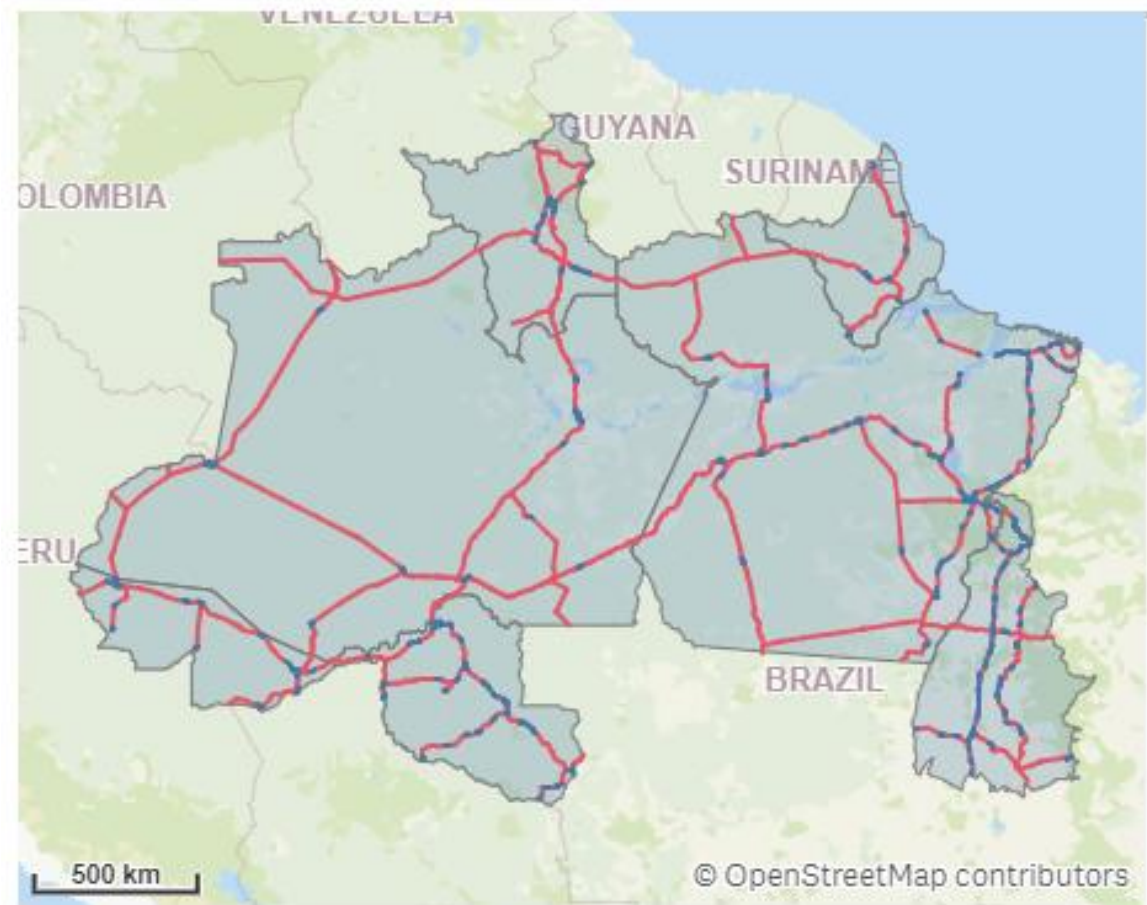 VENEZUELA
GUYANA
SURINAME
OLOMBIA
ERU
BRAZIL
500 km
© OpenStreetMap contributors